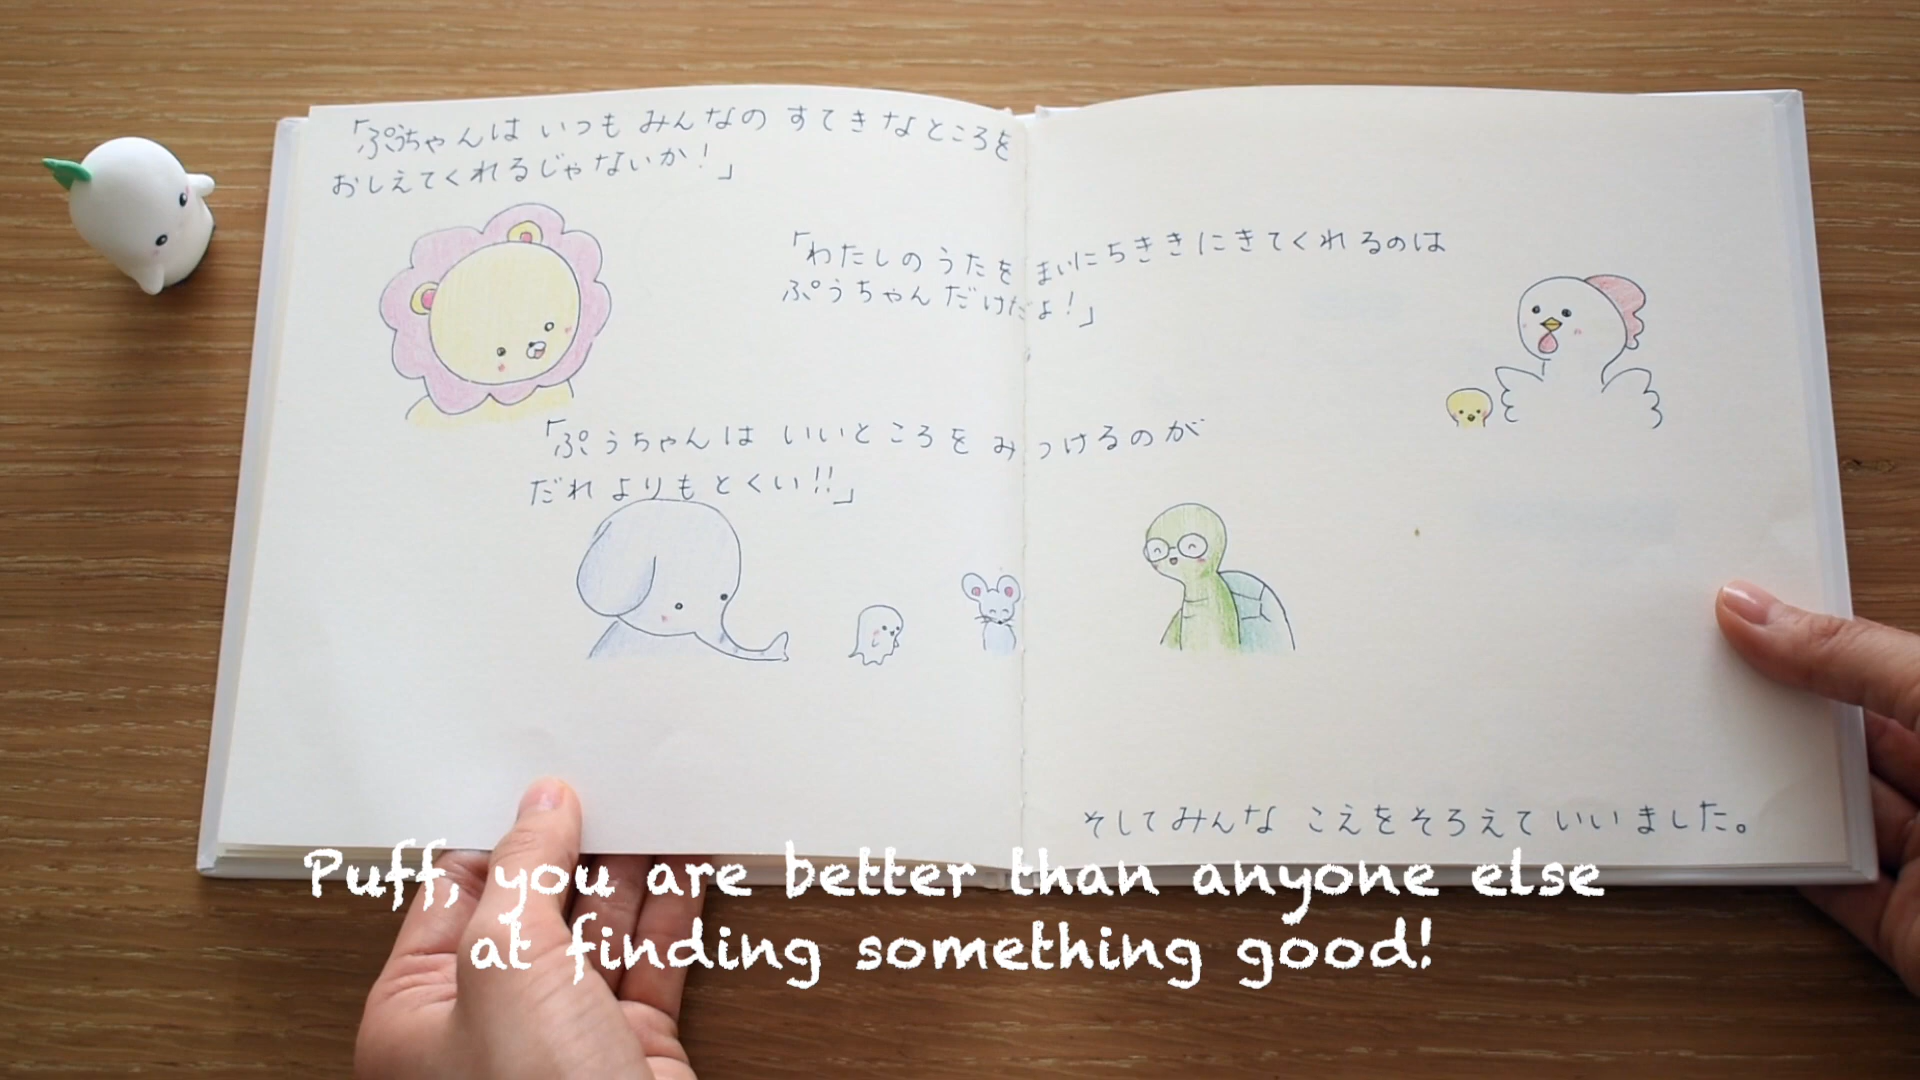 「ぷうちゃんは いつも みんなの すてきなところを
おしえてくれるじゃないか！」
「わたしの うたを まいにちききにきてくれるのは
ぷうちゃんだけだよ！」
「ぷうちゃんは いいところを みつけるのが
だれよりもとくい!!」
そしてみんな こえをそろえていいました。
Puff, you are better than anyone else
at finding something good!